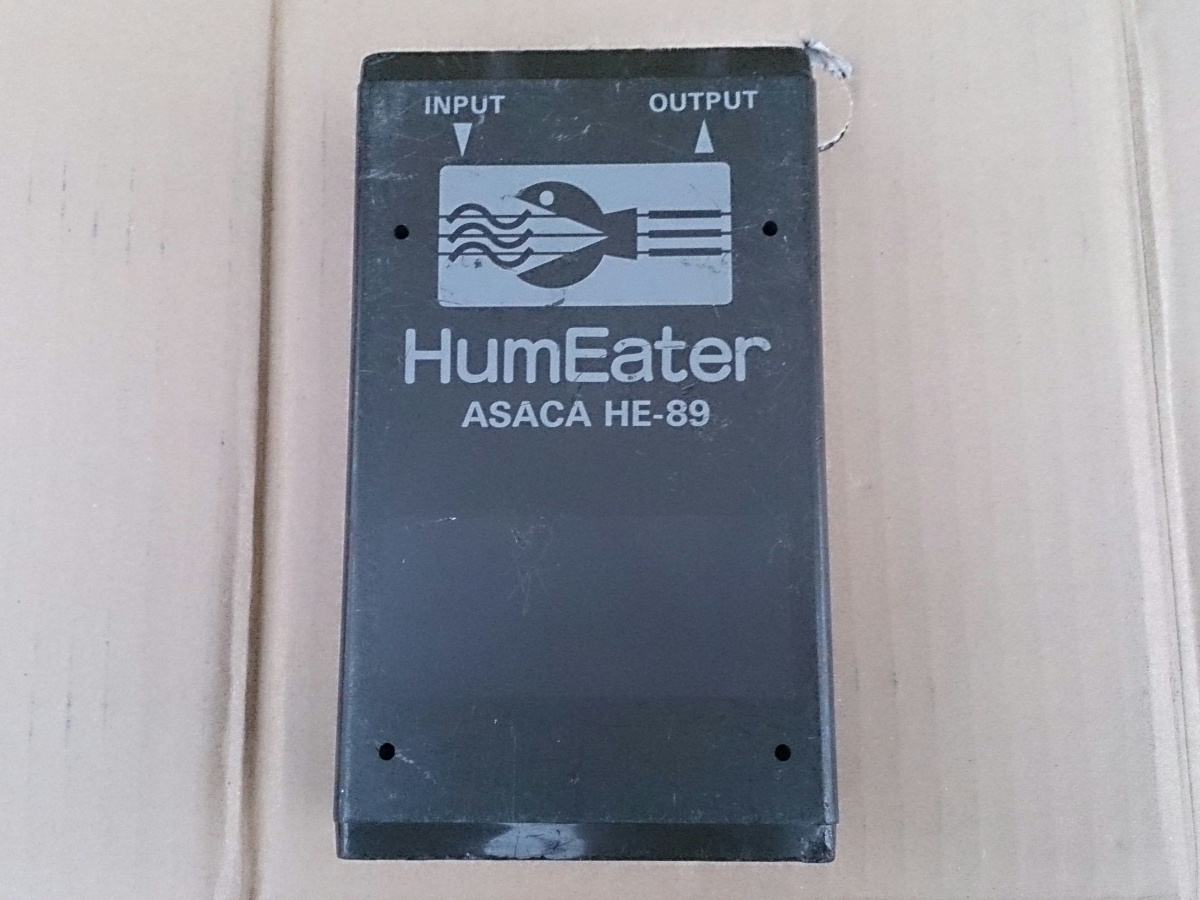 INPUT OUTPUT
HumEater
ASACA HE-89